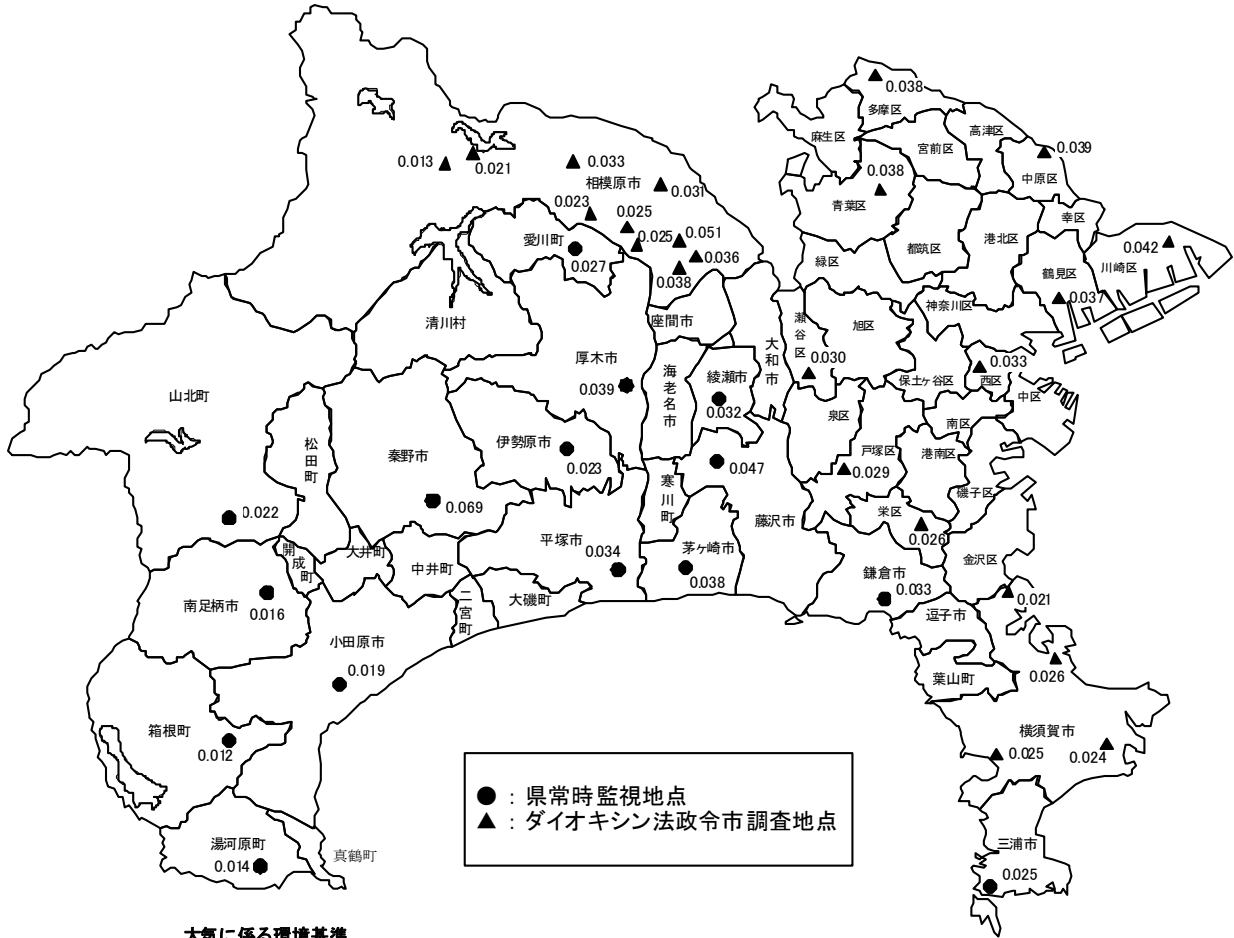 0.038
多摩区
麻生区
高津区
宮前区
0.039
中原区
0.038
青葉区
幸区
都筑区
港北区
緑区
0.042
川崎区
鶴見区
0.037
神奈川区
0.013
0.021
0.033
相模原市
0.031
0.023
0.025
0.025
0.051
0.036
0.038
愛川町
0.027
清川村
座間市
厚木市
0.039
海老名市
綾瀬市
0.032
大和市
瀬谷区
0.030
旭区
保土ヶ谷区
0.033
西区
中区
南区
泉区
戸塚区
0.029
港南区
磯子区
栄区
0.026
金沢区
山北町
0.022
松田町
秦野市
0.069
伊勢原市
0.023
0.047
寒川町
藤沢市
茅ヶ崎市
0.038
平塚市
0.034
鎌倉市
0.033
0.021
逗子市
0.026
葉山町
横須賀市
0.025
0.024
三浦市
0.025
開成町
大井町
中井町
二宮町
大磯町
南足柄市
0.016
小田原市
0.019
箱根町
0.012
湯河原町
0.014
真鶴町
● : 県常時監視地点
▲ : ダイオキシン法政令市調査地点
大気に係る環境基準